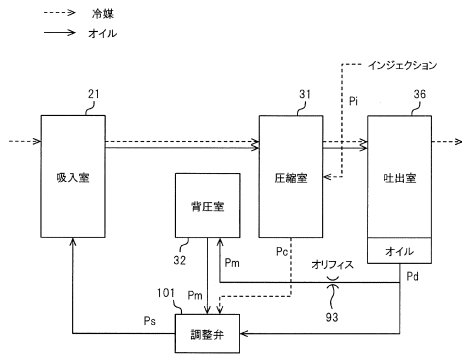 冷媒
オイル
インジェクション
21
31
36
Pi
吸入室
圧縮室
吐出室
背圧室
オイル
32
Pm
Pc
オリフィス
Pd
93
Pm
101
Ps
調整弁